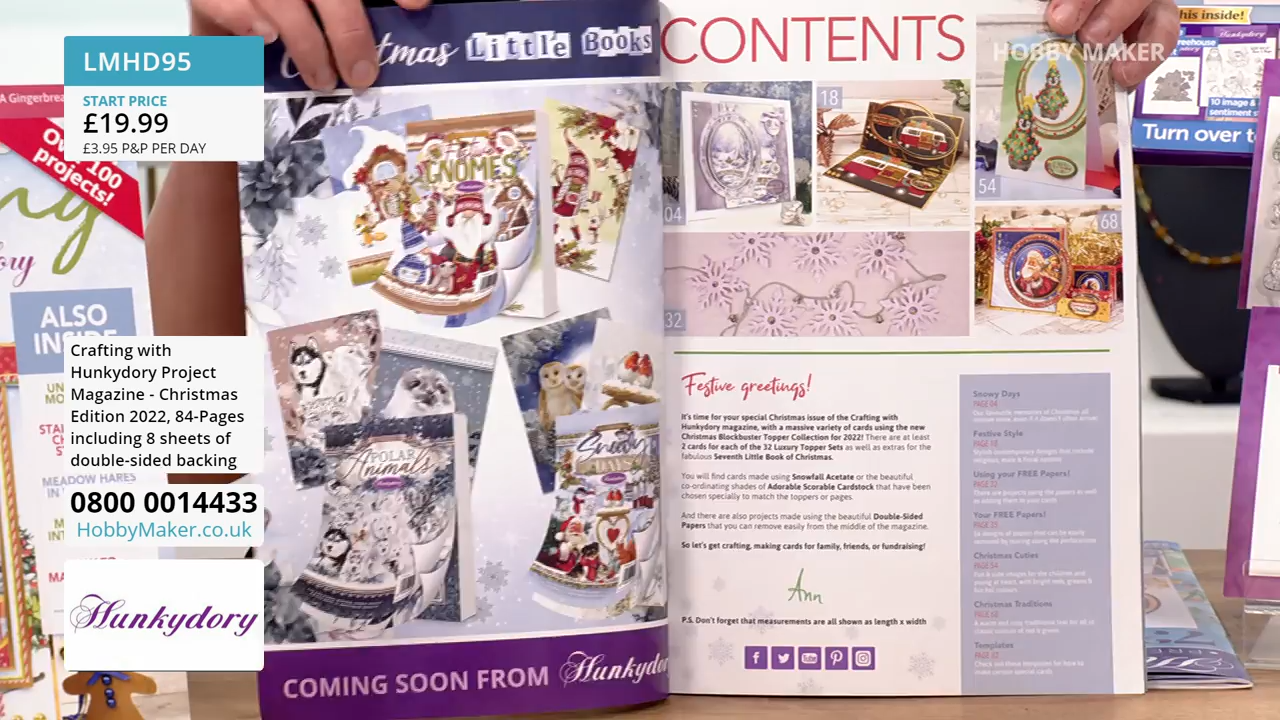 LMHD95
START PRICE
£19.99
£3.95 P&P PER DAY
A Gingerbrea
100
projects!
ALSO
Crafting with
Hunkydory Project
Magazine - Christmas
Edition 2022, 84-Pages
including 8 sheets of
double-sided backing
MEADOW HARES
0800 0014433
HobbyMaker.co.uk
Hunkydory
Little Books
GNOMES
POLAR
Animals
Snowy
DAYS
COMING SOON FROM
CONTENTS
HOBBY MAKER
04
18
54
32
68
Festive greetings!
It's time for your special Christmas issue of the Crafting with
Hunkydory magazine, with a massive variety of cards using the new
Christmas Blockbuster Topper Collection for 2022! There are at least
2 cards for each of the 32 Luxury Topper Sets as well as extras for the
fabulous Seventh Little Book of Christmas.
You will find cards made using Snowfall Acetate or the beautiful
co-ordinating shades of Adorable Scorable Cardstock that have been
chosen specially to match the toppers or pages.
And there are also projects made using the beautiful Double-Sided
Papers that you can remove easily from the middle of the magazine.
So let's get crafting, making cards for family, friends, or fundraising!
Ann
P.S. Don't forget that measurements are all shown as length x width
Snowy Days
Festive Style
Using your FREE Papers!
Your FREE Papers!
Christmas Cuties
Christmas Traditions
Templates
this inside!
10 image &
sentiment
Turn over